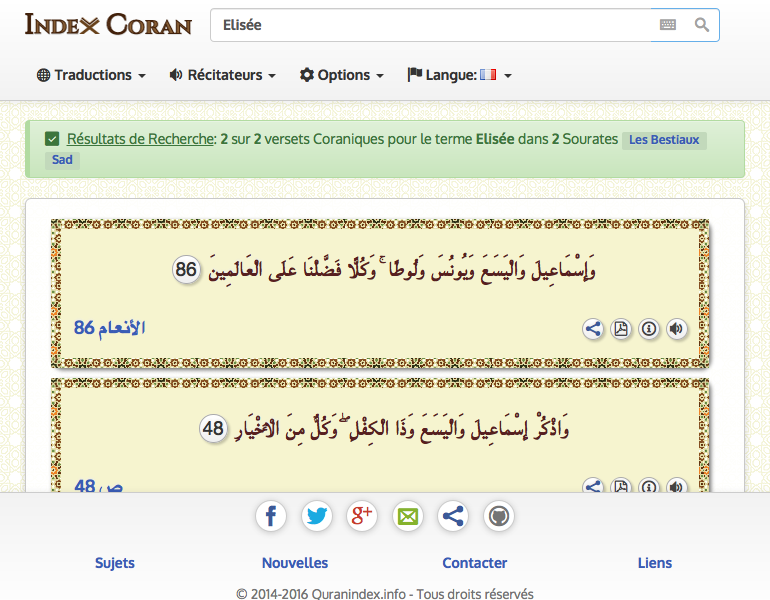 INDEX CORAN
Elisée
Traductions Récitateurs Options Langue:
Résultats de Recherche: 2 sur 2 versets Coraniques pour le terme Elisée dans 2 Sourates Les Bestiaux
Sad
وَإِسْمَاعِيلَ وَالْيَسَعَ وَيُونُسَ وَلُوطًا ۚ وَكُلًّا فَضَّلْنَا عَلَى الْعَالَمِينَ 86
الأنعام 86
وَاذْكُرْ إِسْمَاعِيلَ وَالْيَسَعَ وَذَا الْكِفْلِ ۖ وَكُلٌّ مِنَ الْأَخْيَارِ 48
ص 48
Sujets Nouvelles Contacter Liens
© 2014-2016 Quranindex.info - Tous droits réservés